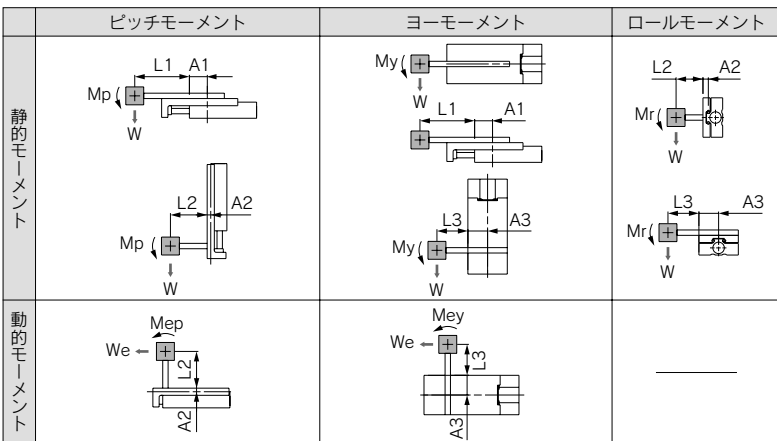 ピッチモーメント
ヨーモーメント
ロールモーメント
静的モーメント
L1 A1
Mp
W
L2 A2
Mp
W
My
W
L1 A1
L3 A3
My
W
L2 A2
Mr
W
L3 A3
Mr
W
動的モーメント
Mep
We
L2
A2
Mey
We
L3
A3